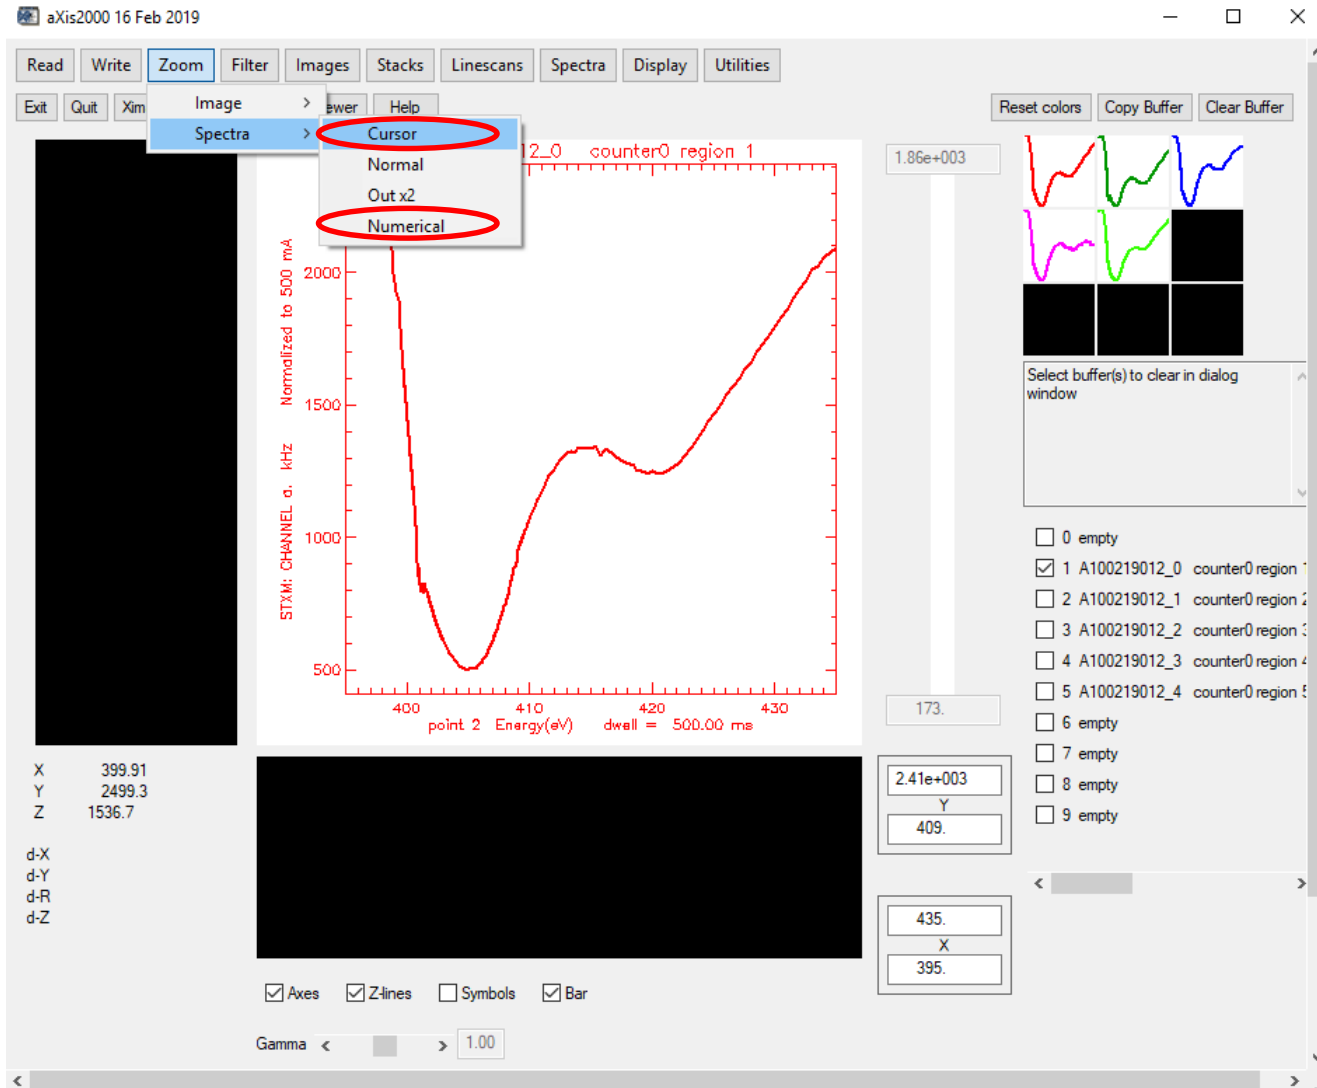 aXis2000 16 Feb 2019
Read Write Zoom Filter Images Stacks Linescans Spectra Display Utilities
Exit Quit Xim ewer Help Reset colors Copy Buffer Clear Buffer
Image >
Spectra >
Cursor
Normal
Out x2
Numerical
12_0 counter0 region 1
1.86e+003
173.
2000
1500
1000
500
STXM: CHANNEL a. kHz Normalized to 500 mA
400 410 420 430
point 2 Energy(eV) dwell = 500.00 ms
Select buffer(s) to clear in dialog
window
0 empty
1 A100219012_0 counter0 region 1
2 A100219012_1 counter0 region 2
3 A100219012_2 counter0 region 3
4 A100219012_3 counter0 region 4
5 A100219012_4 counter0 region 5
6 empty
7 empty
8 empty
9 empty
X 399.91
Y 2499.3
Z 1536.7
d-X
d-Y
d-R
d-Z
2.41e+003
Y
409.
435.
X
395.
Axes Z-lines Symbols Bar
Gamma 1.00